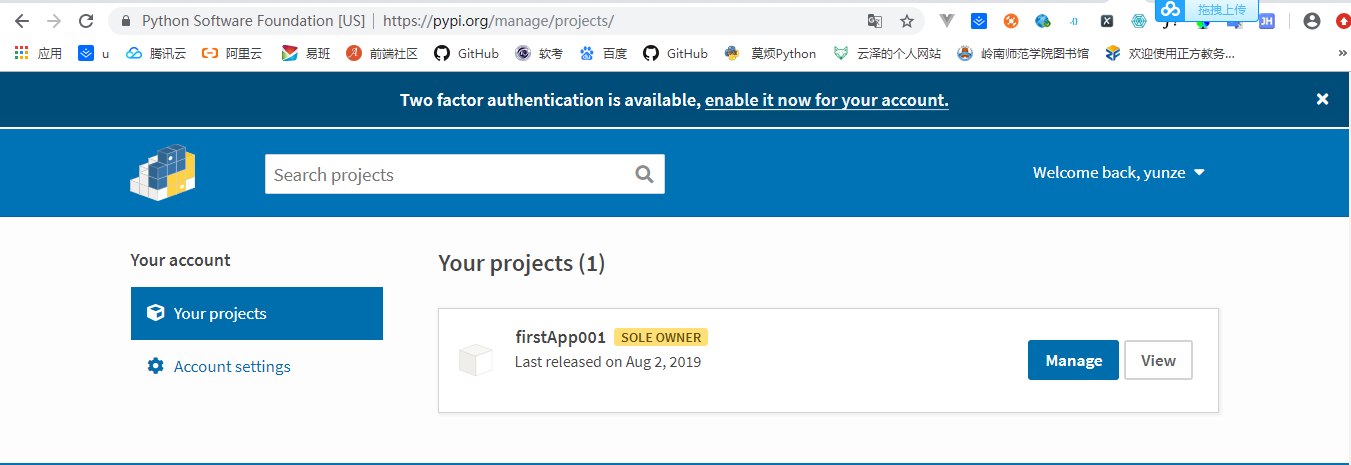 Python Software Foundation [US] | https://pypi.org/manage/projects/
拖拽上传
JH
应用 u 腾讯云 阿里云 易班 前端社区 GitHub 软考 百度 GitHub 莫烦Python 云泽的个人网站 岭南师范学院图书馆 欢迎使用正方教务... »
Two factor authentication is available, enable it now for your account.
Search projects
Welcome back, yunze
Your account
Your projects (1)
Your projects
firstApp001 SOLE OWNER
Last released on Aug 2, 2019
Manage View
Account settings